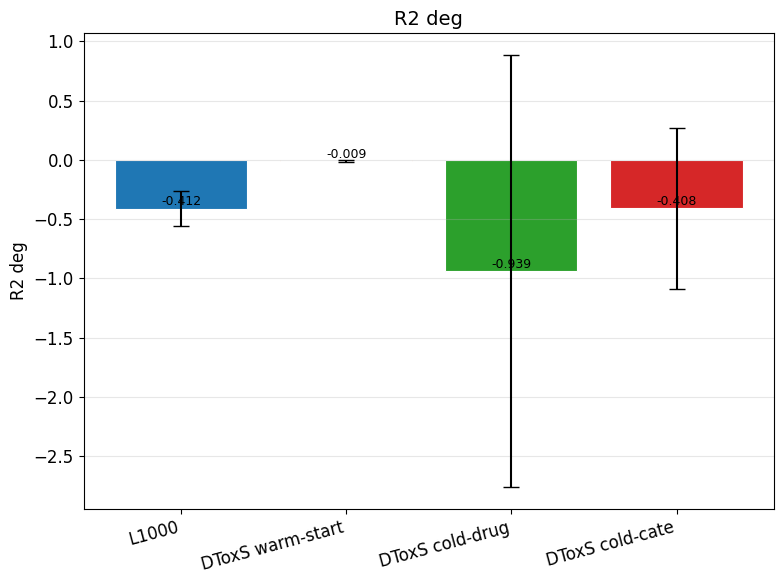 R2 deg
1.0
0.5
0.0
−0.5
−1.0
−1.5
−2.0
−2.5
R2 deg
-0.412
-0.009
-0.939
-0.408
L1000
DToxS warm-start
DToxS cold-drug
DToxS cold-cate